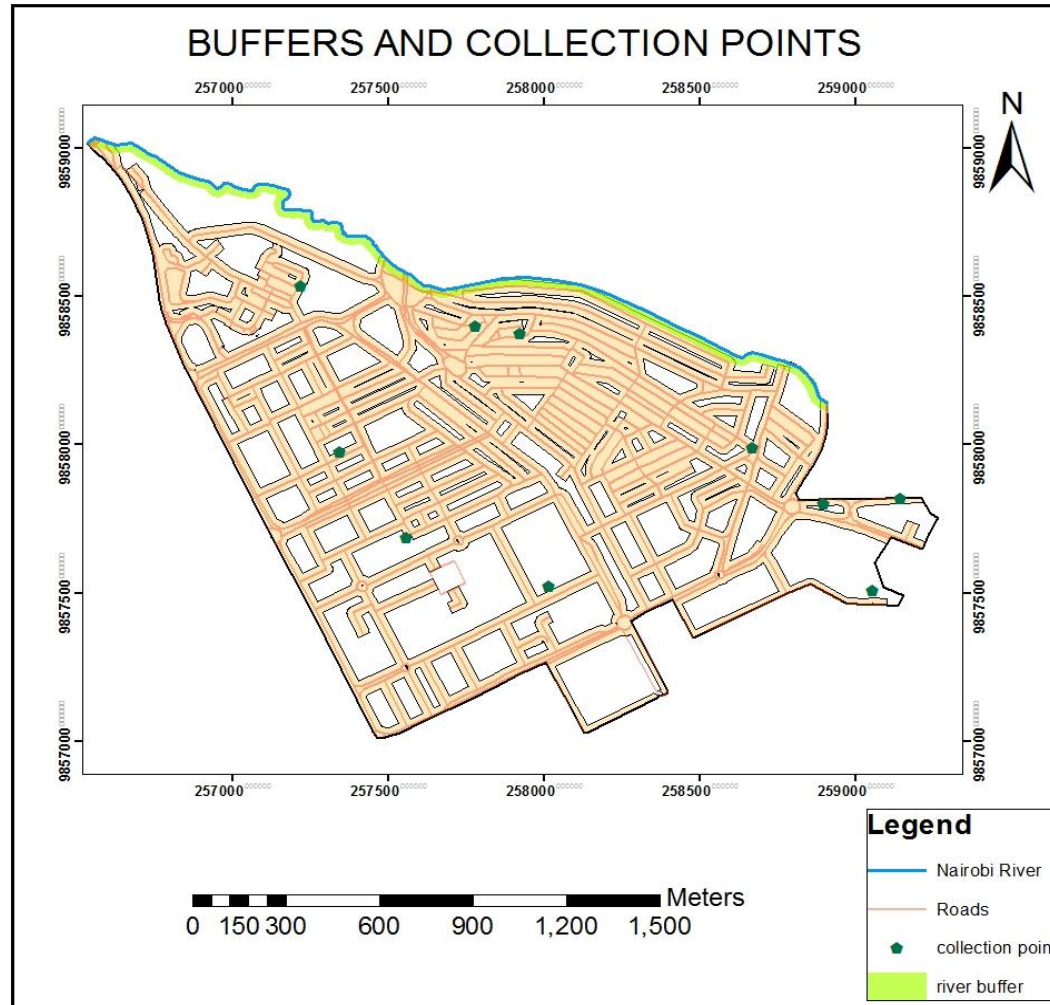 BUFFERS AND COLLECTION POINTS
257000 257500 258000 258500 259000
N
9859000 9859000
9858500 9858500
9858000 9858000
9857500 9857500
9857000 9857000
257000 257500 258000 258500 259000
Legend
Nairobi River
Roads
collection poin
river buffer
Meters
0 150 300 600 900 1,200 1,500